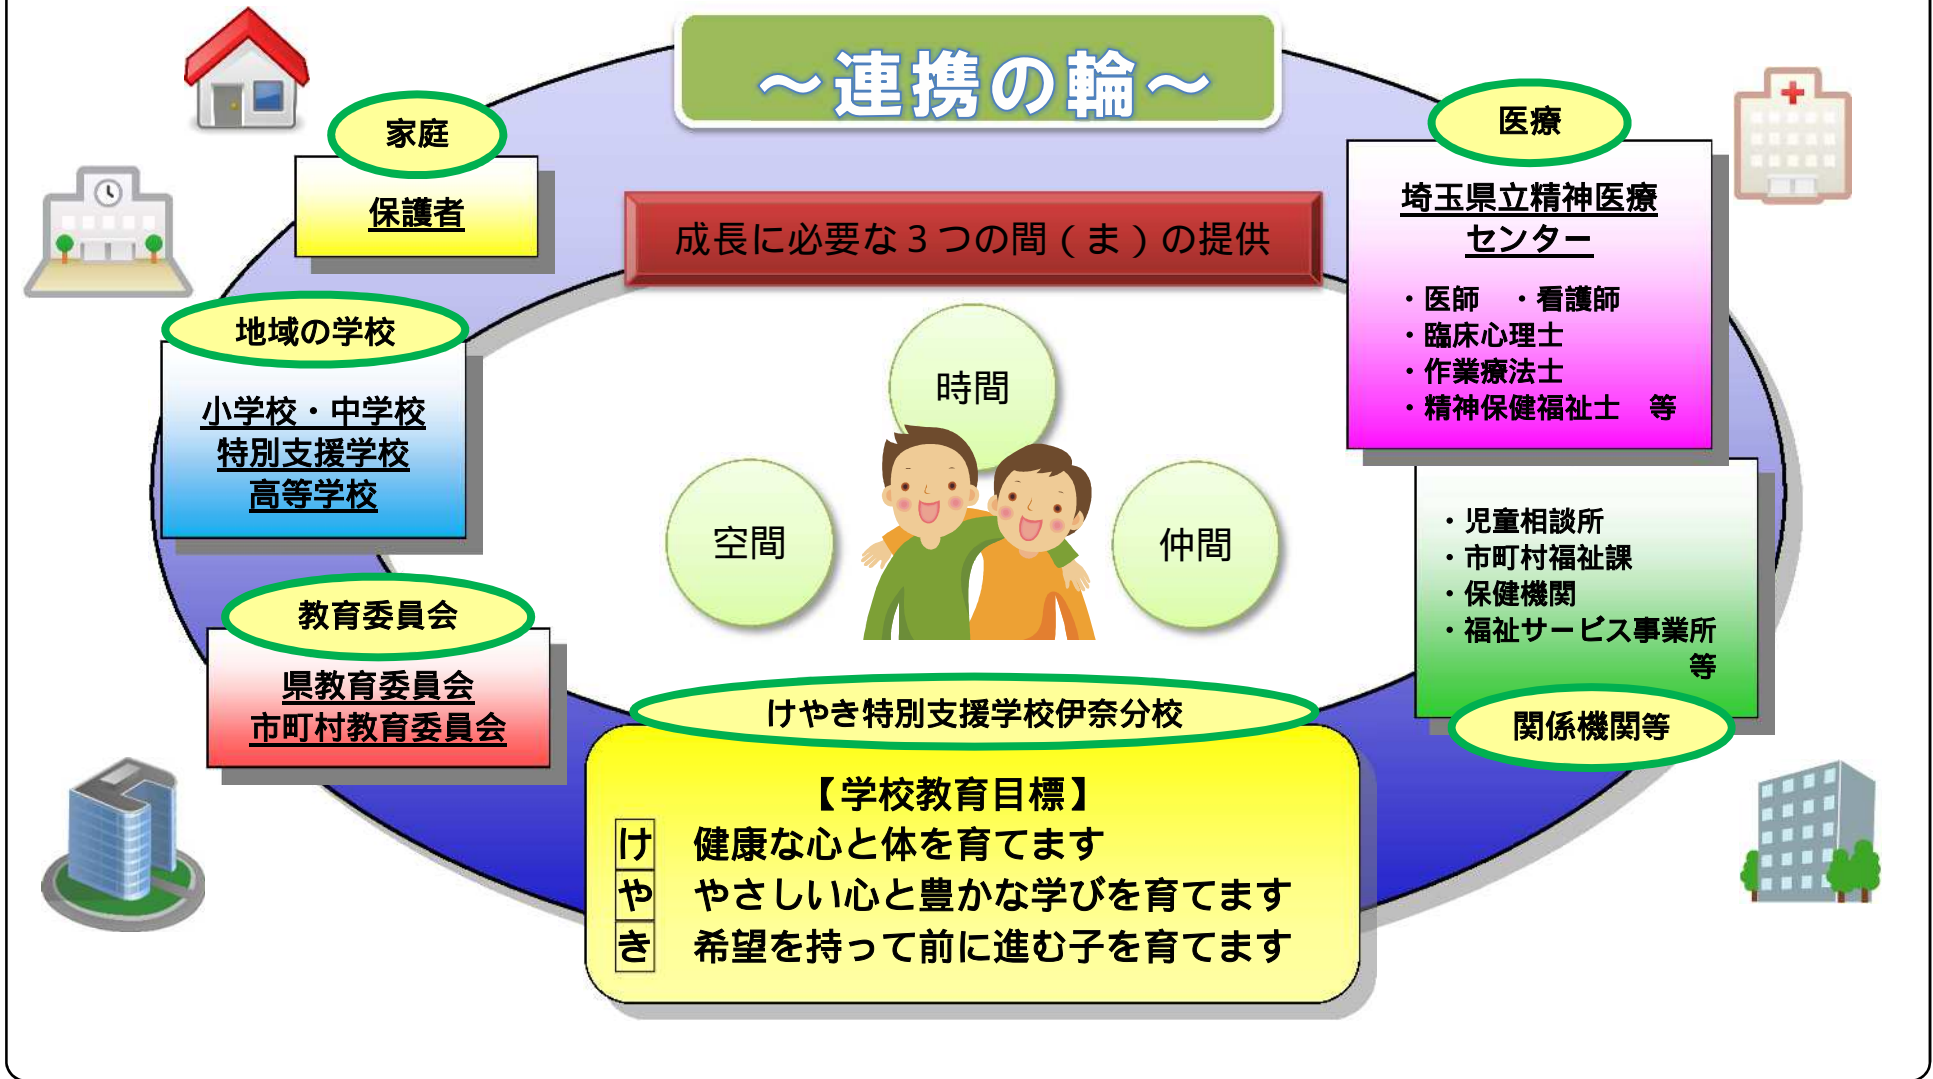 ～連携の輪～
家庭
保護者
医療
埼玉県立精神医療
センター
・医師　・看護師
・臨床心理士
・作業療法士
・精神保健福祉士　等
成長に必要な３つの間（ま）の提供
地域の学校
小学校・中学校
特別支援学校
高等学校
時間
空間
仲間
・児童相談所
・市町村福祉課
・保健機関
・福祉サービス事業所
等
関係機関等
教育委員会
県教育委員会
市町村教育委員会
けやき特別支援学校伊奈分校
【学校教育目標】
け　健康な心と体を育てます
や　やさしい心と豊かな学びを育てます
き　希望を持って前に進む子を育てます